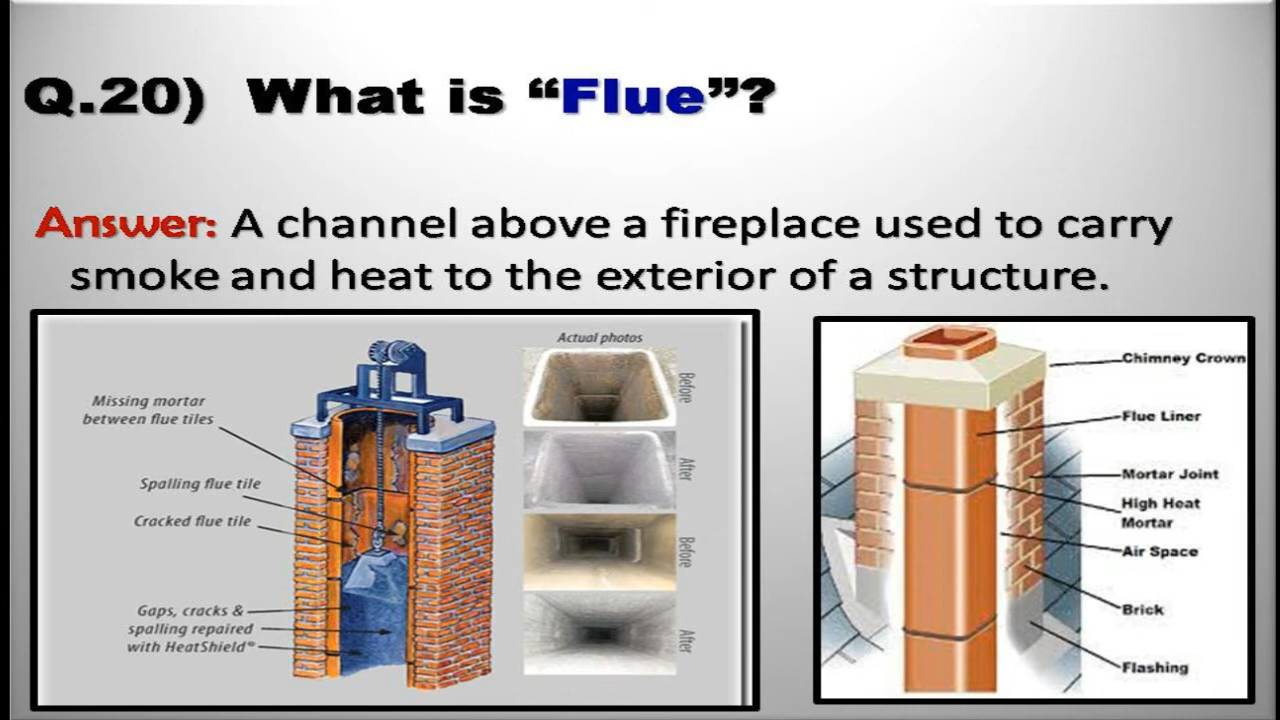 Q.20) What is “Flue”?
Answer: A channel above a fireplace used to carry
smoke and heat to the exterior of a structure.
Missing mortar
between flue tiles
Spalling flue tile
Cracked flue tile
Gaps, cracks &
spalling repaired
with HeatShield®
Actual photos
Before
After
Before
After
Chimney Crown
Flue Liner
Mortar Joint
High Heat
Mortar
Air Space
Brick
Flashing